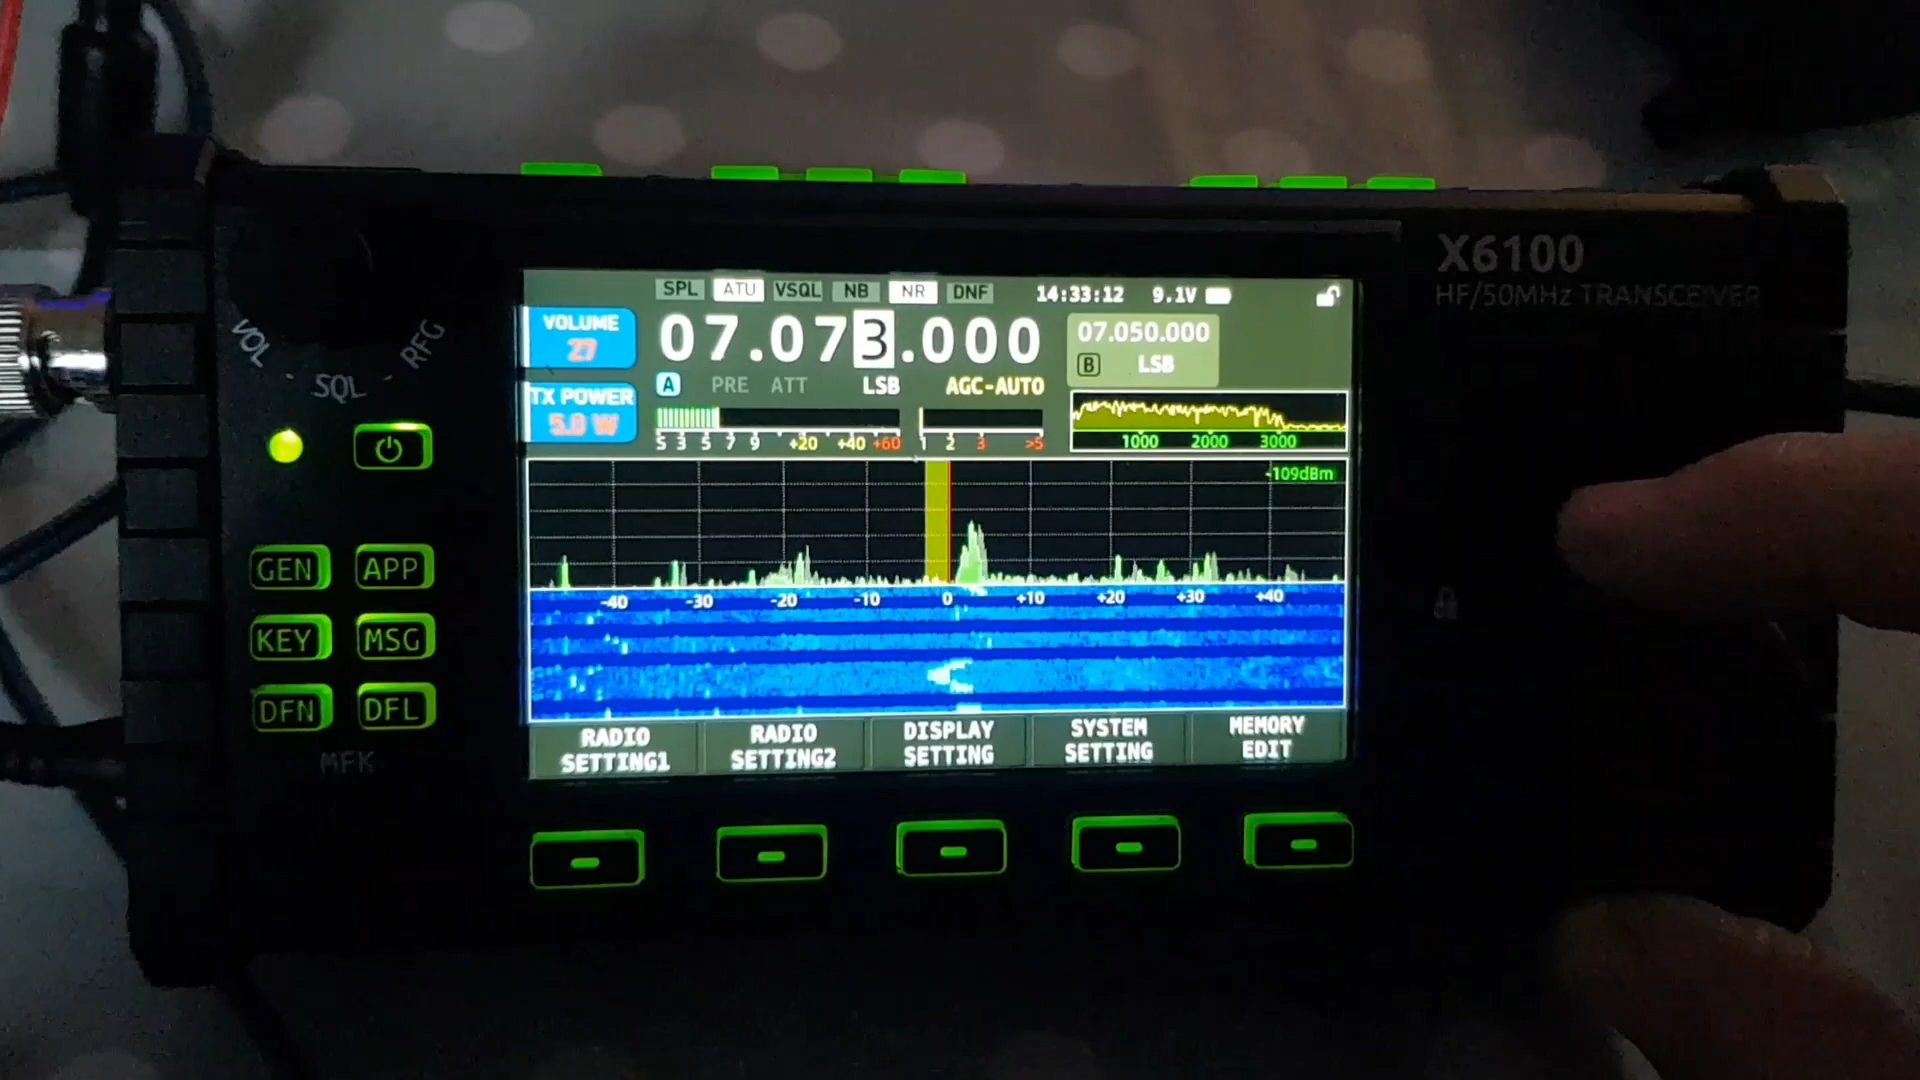 X6100
HF/50MHz TRANSCEIVER
SPL ATU VSQL NB NR DNF 14:33:12 9.1V
VOLUME
27
07.073.000
07.050.000
B LSB
A PRE ATT LSB AGC-AUTO
TX POWER
5.0 W
S 3 5 7 9 +20 +40 +60 1 2 3 >5
1000 2000 3000
-109dBm
-40 -30 -20 -10 0 +10 +20 +30 +40
RADIO SETTING1
RADIO SETTING2
DISPLAY SETTING
SYSTEM SETTING
MEMORY EDIT
VOL - SQL - RFG
GEN APP
KEY MSG
DFN DFL
MFK